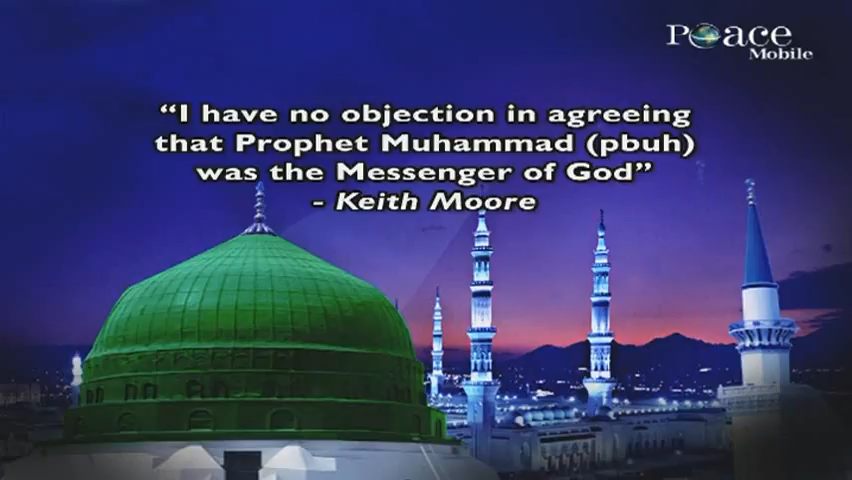 Peace
Mobile
“I have no objection in agreeing
that Prophet Muhammad (pbuh)
was the Messenger of God”
- Keith Moore